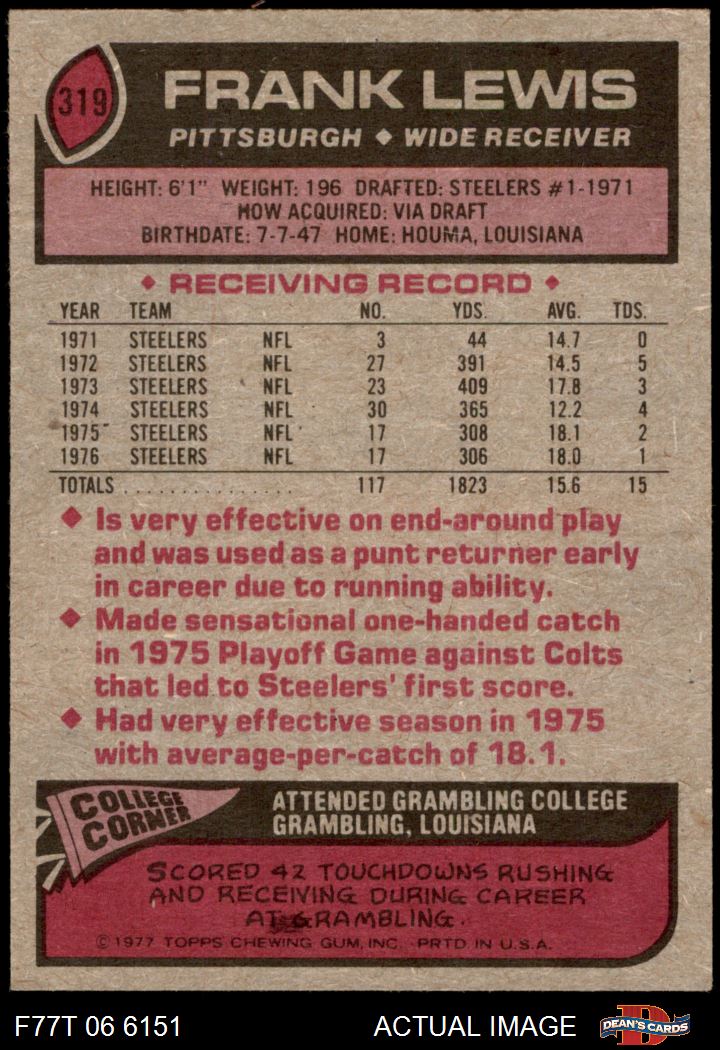 319
FRANK LEWIS
PITTSBURGH ◆ WIDE RECEIVER
HEIGHT: 6'1" WEIGHT: 196 DRAFTED: STEELERS #1-1971
HOW ACQUIRED: VIA DRAFT
BIRTHDATE: 7-7-47 HOME: HOUMA, LOUISIANA
◆ RECEIVING RECORD ◆
YEAR TEAM NO. YDS. AVG. TDS.
1971 STEELERS NFL 3 44 14.7 0
1972 STEELERS NFL 27 391 14.5 5
1973 STEELERS NFL 23 409 17.8 3
1974 STEELERS NFL 30 365 12.2 4
1975 STEELERS NFL 17 308 18.1 2
1976 STEELERS NFL 17 306 18.0 1
TOTALS . . . . . . . . . . . . . . . 117 1823 15.6 15
◆ Is very effective on end-around play
and was used as a punt returner early
in career due to running ability.
◆ Made sensational one-handed catch
in 1975 Playoff Game against Colts
that led to Steelers' first score.
◆ Had very effective season in 1975
with average-per-catch of 18.1.
COLLEGE
CORNER
ATTENDED GRAMBLING COLLEGE
GRAMBLING, LOUISIANA
SCORED 42 TOUCHDOWNS RUSHING
AND RECEIVING DURING CAREER
AT GRAMBLING.
© 1977 TOPPS CHEWING GUM, INC. PRTD IN U.S.A.
F77T 06 6151 ACTUAL IMAGE
D
DEAN'S CARDS